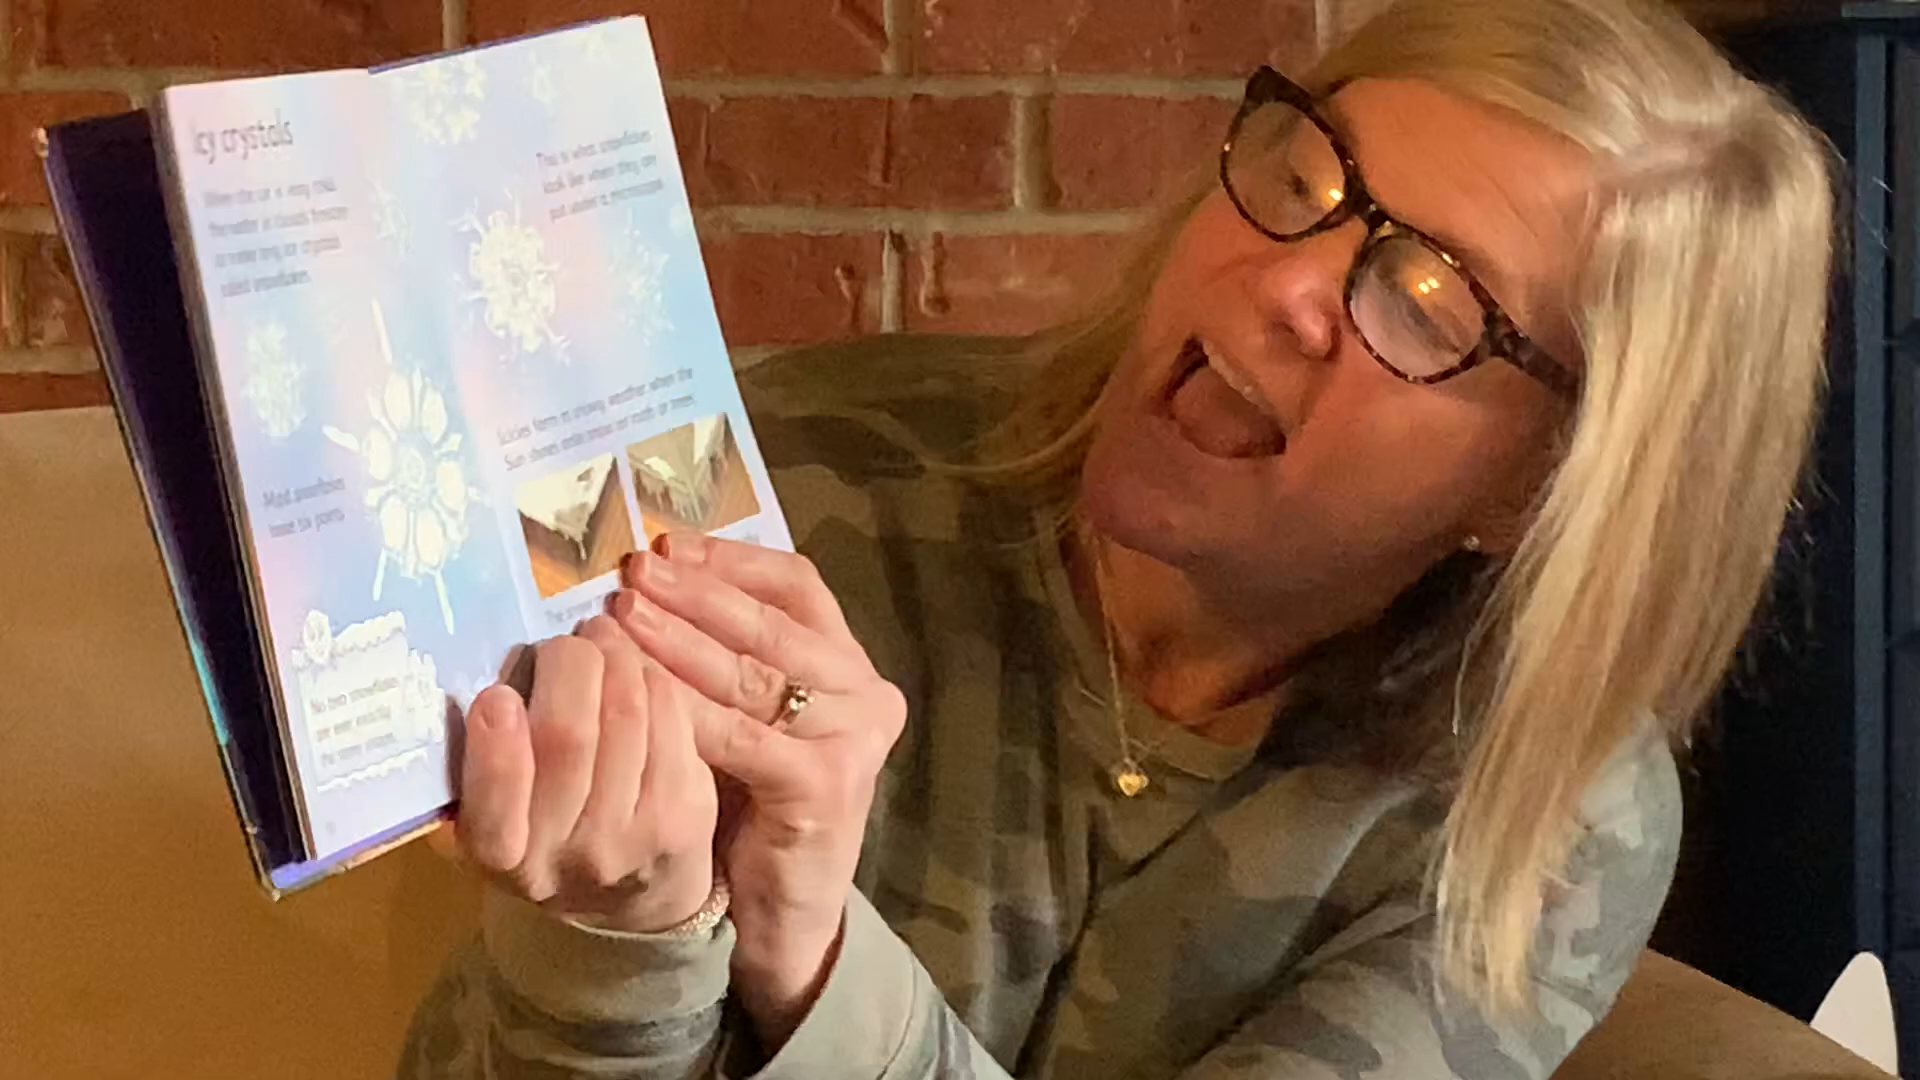 Icy crystals
When the air is very cold,
the water in clouds freezes
to make tiny ice crystals
called snowflakes.
This is what snowflakes
look like when they are
put under a microscope.
Most snowflakes
have six points.
Icicles form in snowy weather when the
Sun shines onto snow on roofs or trees.
No two snowflakes
are ever exactly
the same shape.
The snow